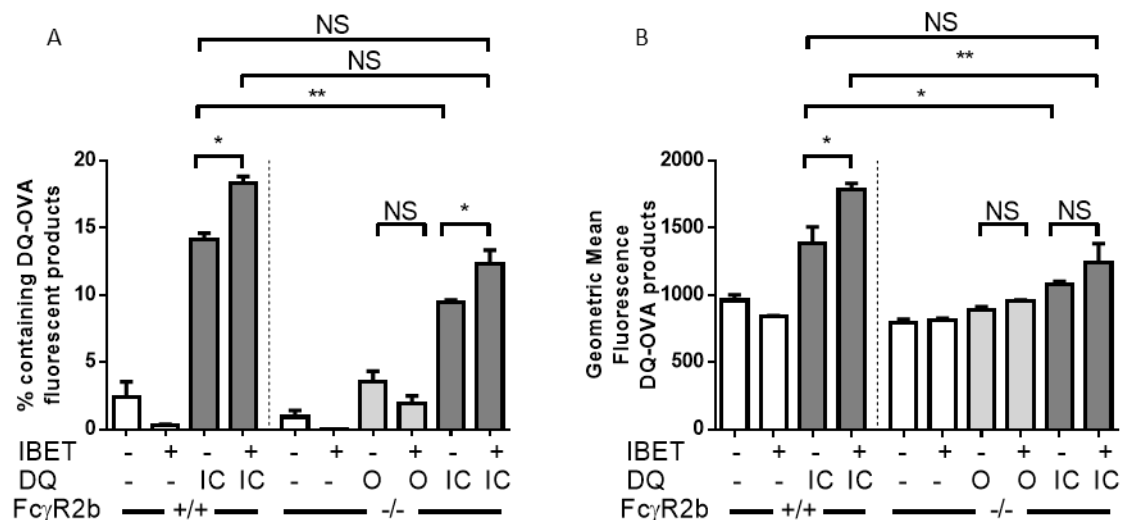 A
NS
NS
**
*
NS
*
20
15
10
5
0
% containing DQ-OVA
fluorescent products
IBET - + - + - + - + - +
DQ - - IC IC - - O O IC IC
FcγR2b +/+ -/-
B
NS
**
*
*
NS
NS
2000
1500
1000
500
0
Geometric Mean
Fluorescence
DQ-OVA products
IBET - + - + - + - + - +
DQ - - IC IC - - O O IC IC
FcγR2b +/+ -/-